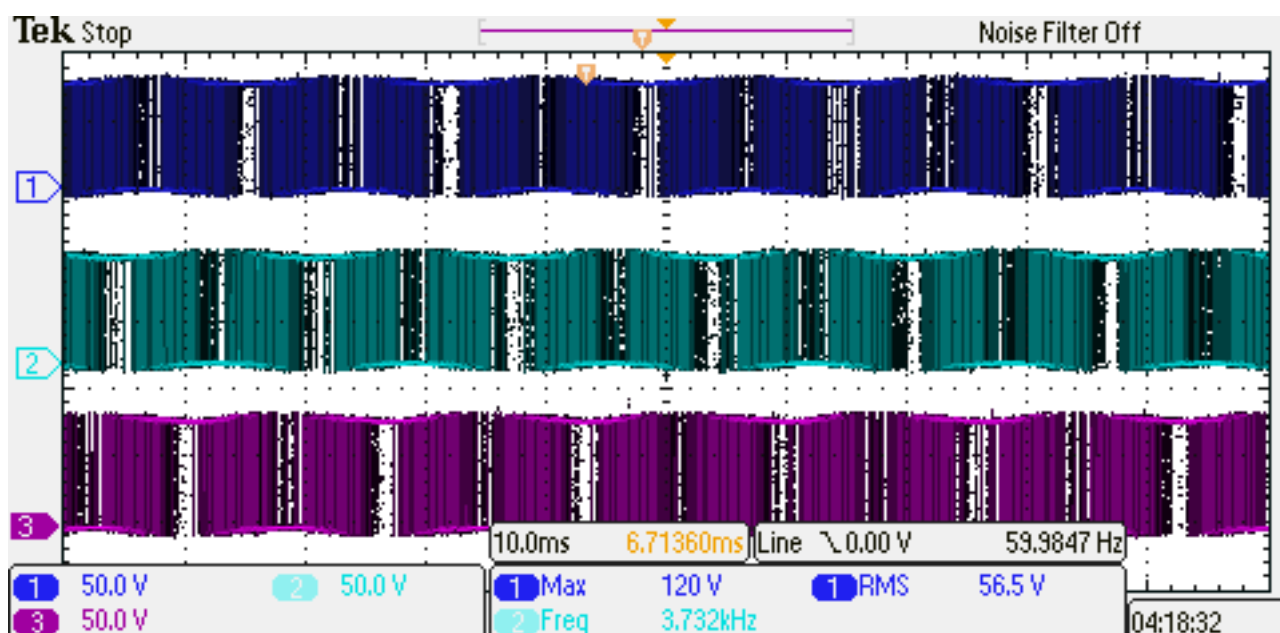 Tek Stop Noise Filter Off
T
T
1
2
3
10.0ms 6.71360ms Line 0.00 V 59.9847 Hz
1 50.0 V 2 50.0 V 1 Max 120 V 1 RMS 56.5 V
3 50.0 V 2 Freq 3.732kHz 04:18:32